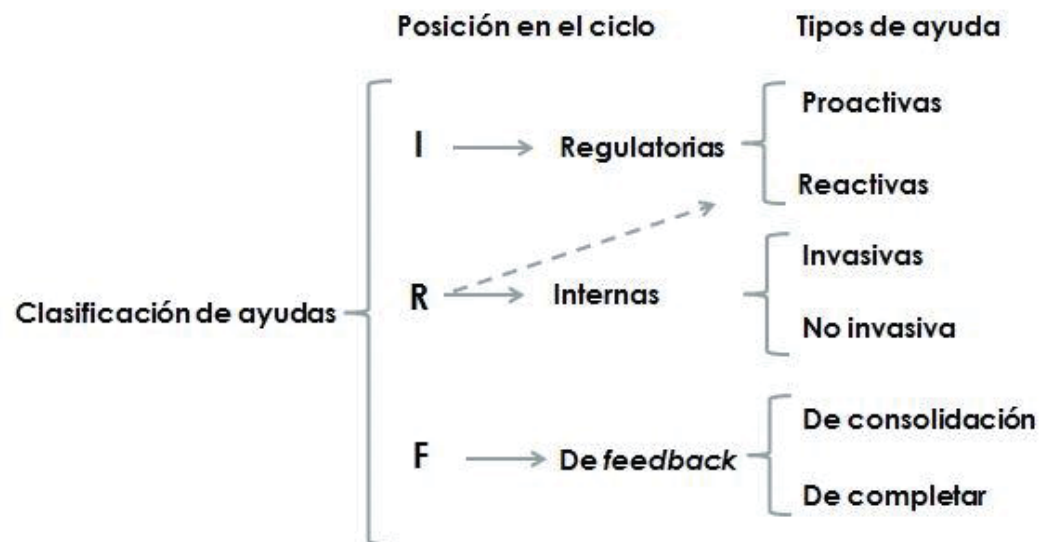 Posición en el ciclo
Tipos de ayuda
Clasificación de ayudas
I
Regulatorias
Proactivas
Reactivas
R
Internas
Invasivas
No invasiva
F
De feedback
De consolidación
De completar